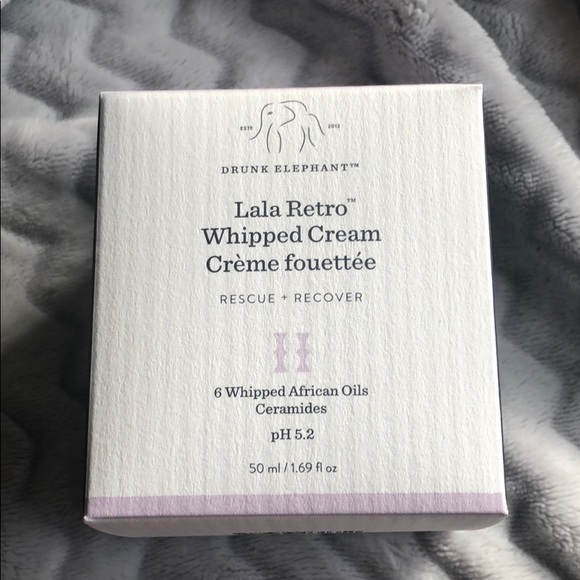 ESTD 2012
DRUNK ELEPHANT™
Lala Retro™
Whipped Cream
Crème fouettée
RESCUE + RECOVER
6 Whipped African Oils
Ceramides
pH 5.2
50 ml / 1.69 fl oz